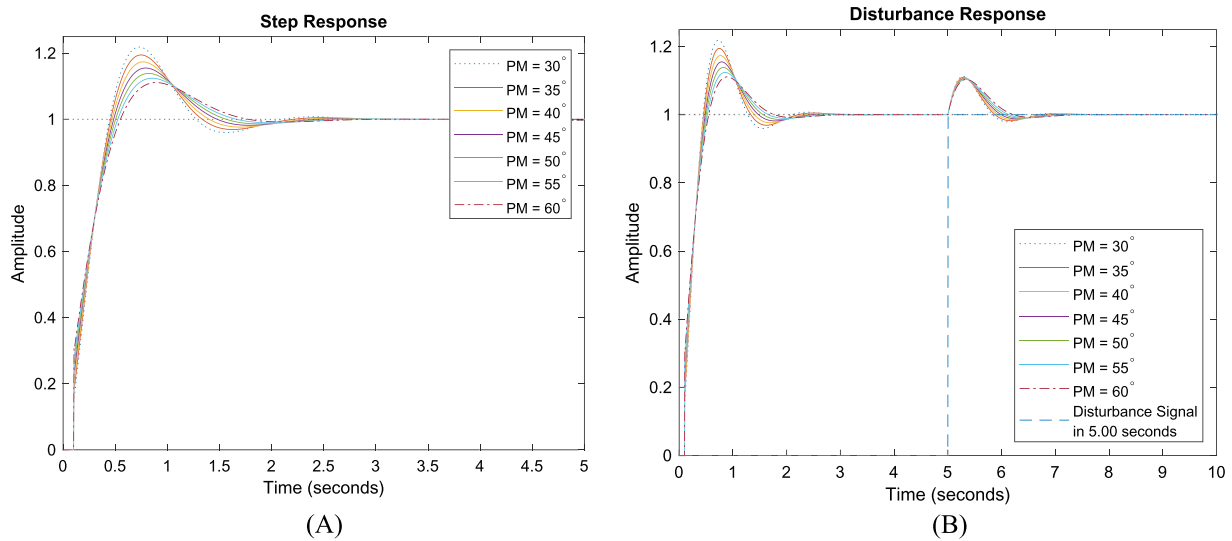 Step Response
1.2
1
0.8
0.6
0.4
0.2
0
Amplitude
PM = 30°
PM = 35°
PM = 40°
PM = 45°
PM = 50°
PM = 55°
PM = 60°
0 0.5 1 1.5 2 2.5 3 3.5 4 4.5 5
Time (seconds)
(A)
Disturbance Response
1.2
1
0.8
0.6
0.4
0.2
0
Amplitude
PM = 30°
PM = 35°
PM = 40°
PM = 45°
PM = 50°
PM = 55°
PM = 60°
Disturbance Signal
in 5.00 seconds
0 1 2 3 4 5 6 7 8 9 10
Time (seconds)
(B)